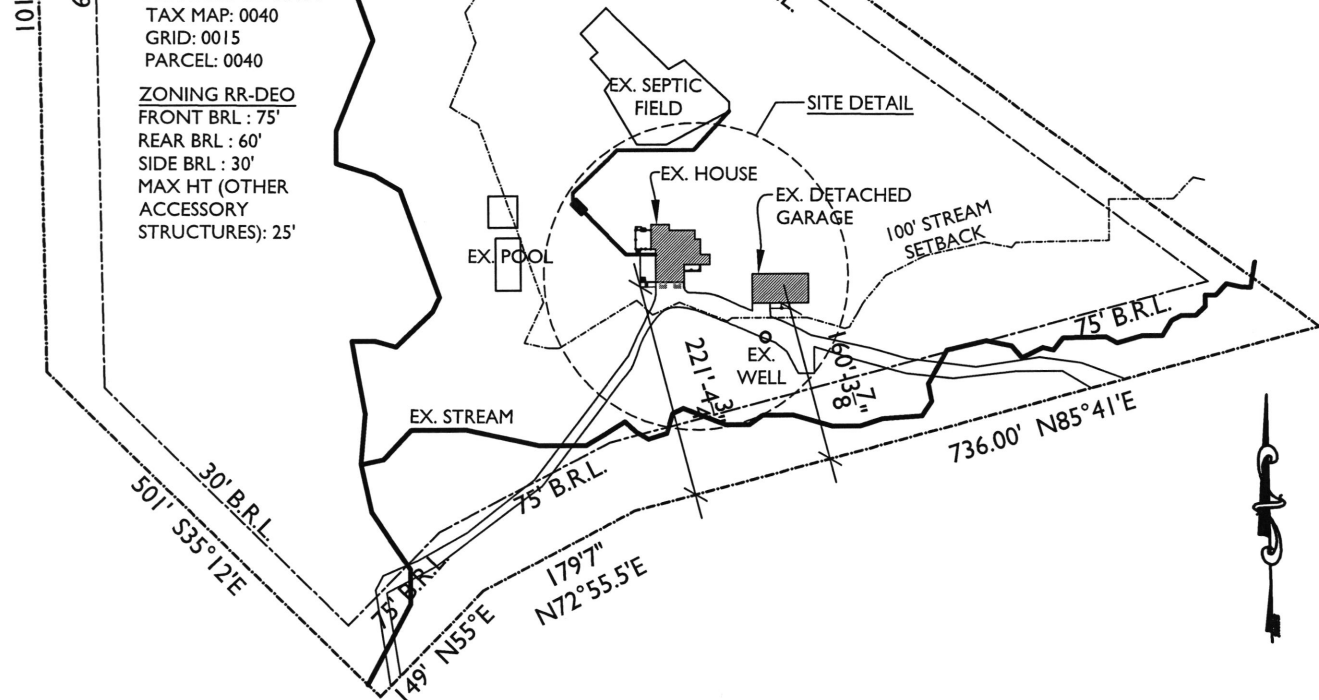 TAX MAP: 0040
GRID: 0015
PARCEL: 0040
ZONING RR-DEO
FRONT BRL : 75'
REAR BRL : 60'
SIDE BRL : 30'
MAX HT (OTHER
ACCESSORY
STRUCTURES): 25'
EX. SEPTIC
FIELD
SITE DETAIL
EX. HOUSE
EX. DETACHED
GARAGE
100' STREAM
SETBACK
EX. POOL
75' B.R.L.
EX.
WELL
221'-4 3/4"
160'-3 7/8"
EX. STREAM
736.00' N85°41'E
75' B.R.L.
30' B.R.L.
501' S35°12'E
75' B.R.L.
179'7"
N72°55.5'E
149' N55°E